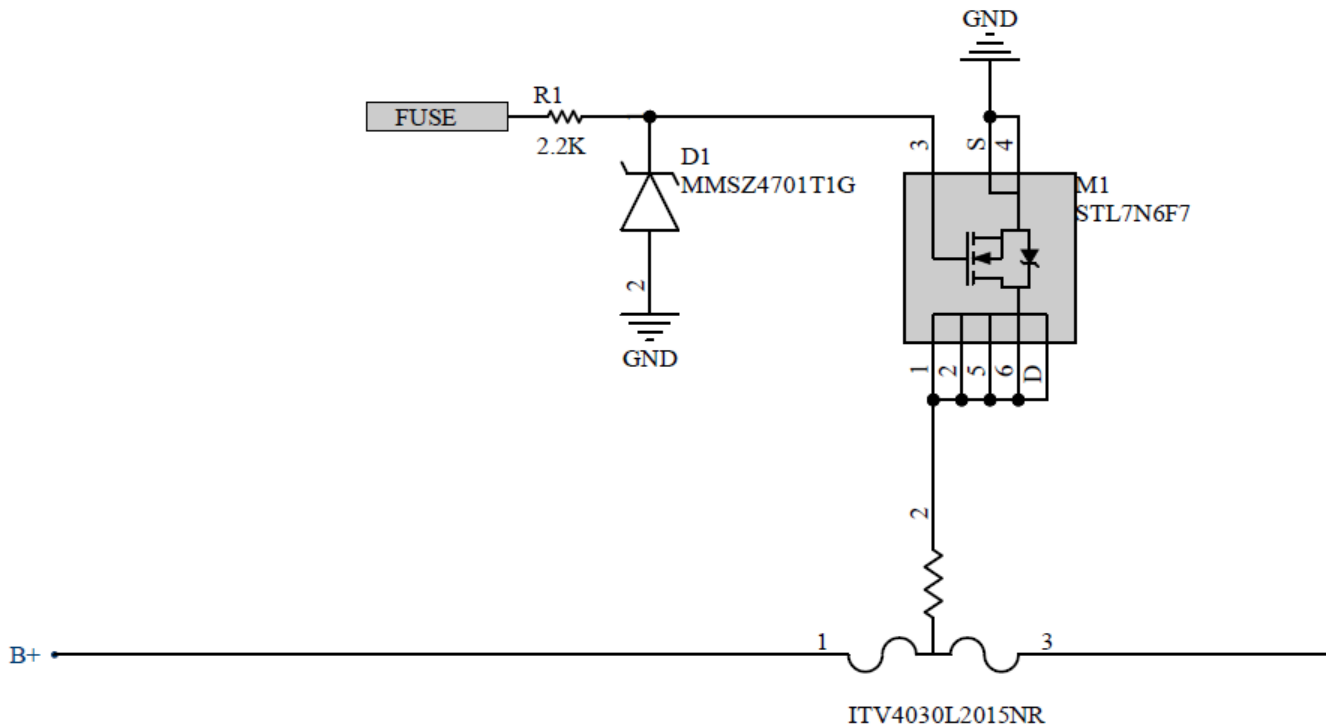 GND
FUSE
R1
2.2K
D1
MMSZ4701T1G
2
GND
3
S
4
M1
STL7N6F7
1
2
5
6
D
2
B+
1
3
ITV4030L2015NR